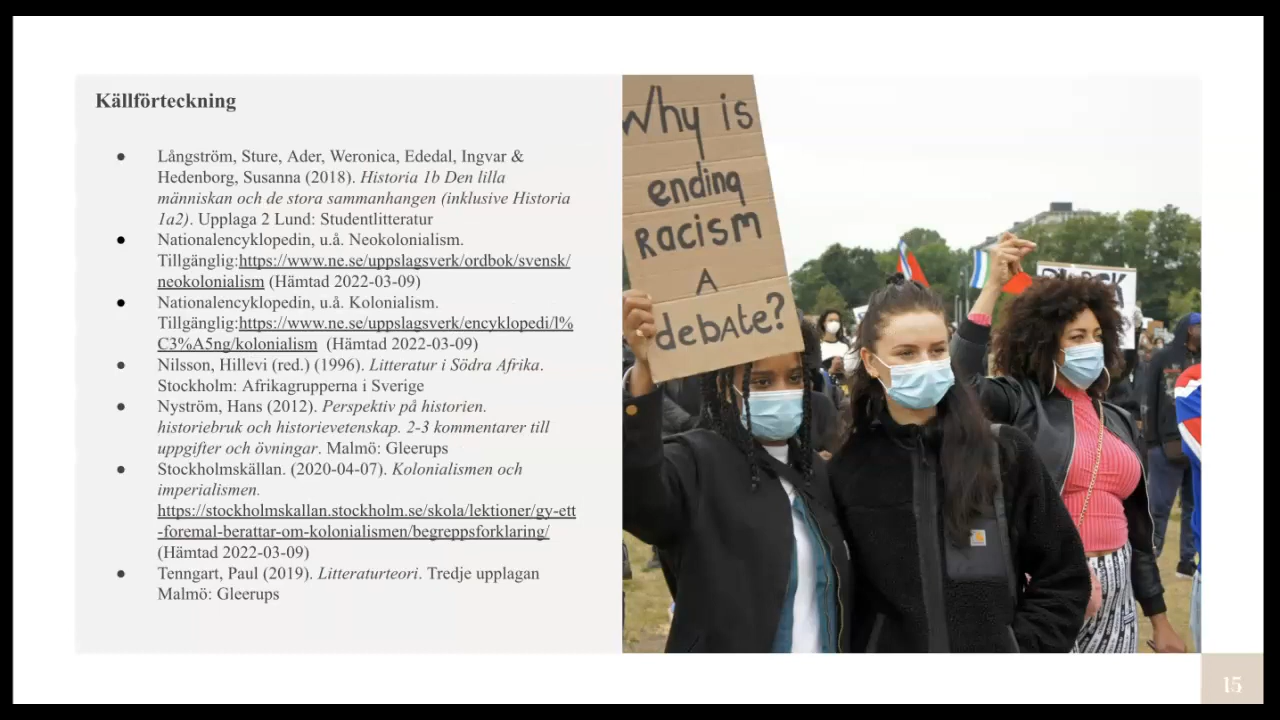 Källförteckning
Långström, Sture, Ader, Weronica, Ededal, Ingvar &
Hedenborg, Susanna (2018). Historia 1b Den lilla
människan och de stora sammanhangen (inklusive Historia
1a2). Upplaga 2 Lund: Studentlitteratur
Nationalencyklopedin, u.å. Neokolonialism.
Tillgänglig:https://www.ne.se/uppslagsverk/ordbok/svensk/
neokolonialism (Hämtad 2022-03-09)
Nationalencyklopedin, u.å. Kolonialism.
Tillgänglig:https://www.ne.se/uppslagsverk/encyklopedi/l%
C3%A5ng/kolonialism (Hämtad 2022-03-09)
Nilsson, Hillevi (red.) (1996). Litteratur i Södra Afrika.
Stockholm: Afrikagrupperna i Sverige
Nyström, Hans (2012). Perspektiv på historien.
historiebruk och historievetenskap. 2-3 kommentarer till
uppgifter och övningar. Malmö: Gleerups
Stockholmskällan. (2020-04-07). Kolonialismen och
imperialismen.
https://stockholmskallan.stockholm.se/skola/lektioner/gy-ett
-foremal-berattar-om-kolonialismen/begreppsforklaring/
(Hämtad 2022-03-09)
Tenngart, Paul (2019). Litteraturteori. Tredje upplagan
Malmö: Gleerups
Why is
ending
Racism
A
debate?
15